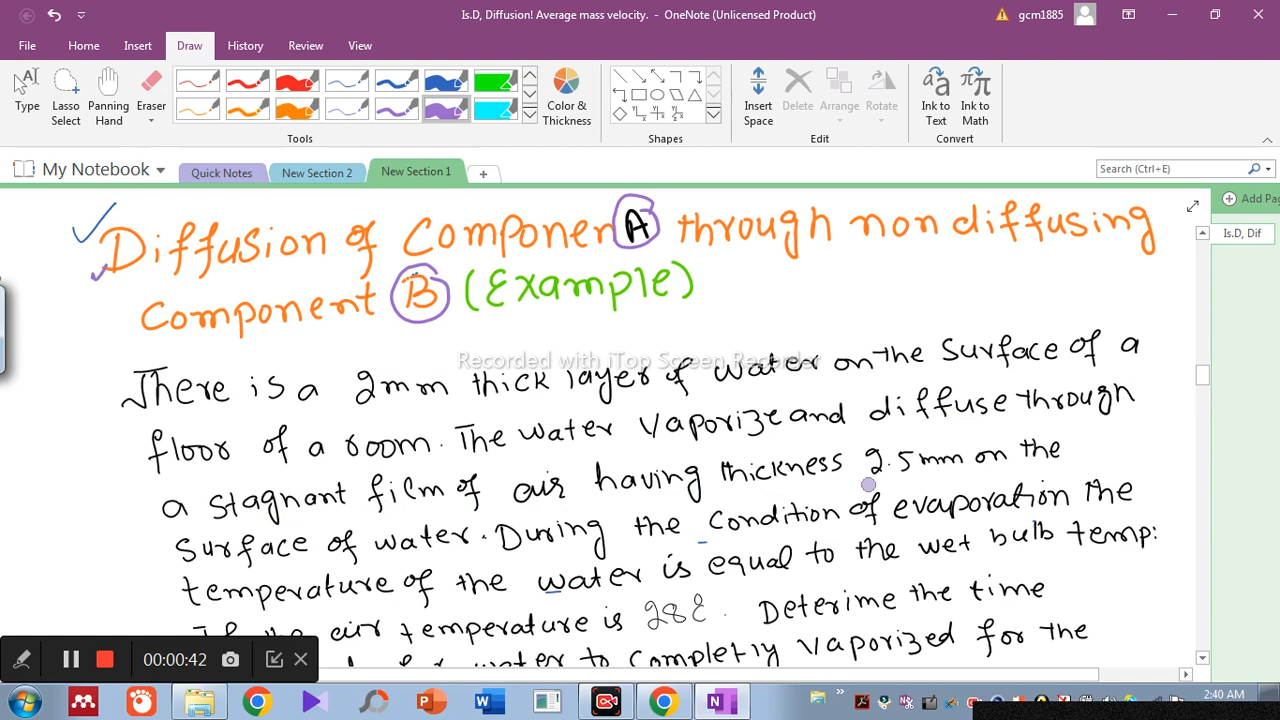 Is.D, Diffusion! Average mass velocity. - OneNote (Unlicensed Product)
gcm1885
File Home Insert Draw History Review View
Type
Lasso Select
Panning Hand
Eraser
Color & Thickness
Insert Space
Delete
Arrange
Rotate
Ink to Text
Ink to Math
Tools
Shapes
Edit
Convert
My Notebook
Quick Notes
New Section 2
New Section 1
Search (Ctrl+E)
Add Pag
Is.D, Dif
Diffusion of Componen A through non diffusing
Component B (Example)
Recorded with iTop Screen Recorder
There is a 2mm thick layer of water on the surface of a
floor of a room. The water vaporize and diffuse through
a stagnant film of air having thickness 2.5mm on the
surface of water. During the condition of evaporation the
temperature of the water is equal to the wet bulb temp:
If the air temperature is 28 . Deterime the time
for water to completly vaporized for the
00:00:42
2:40 AM